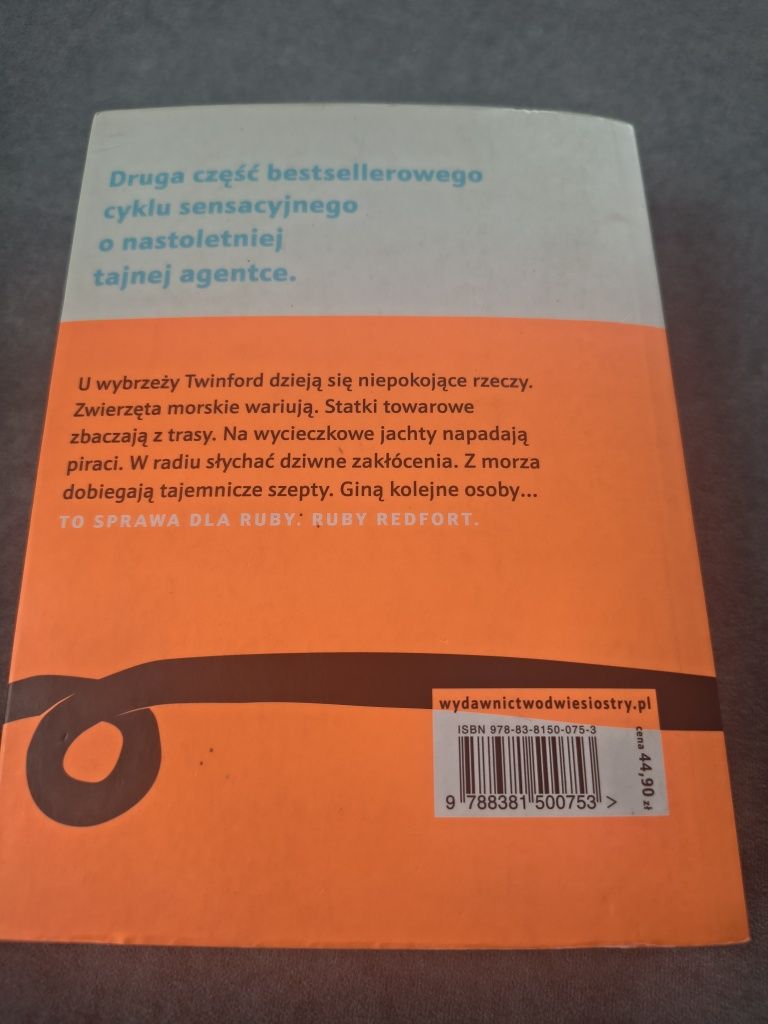 Druga część bestsellerowego
cyklu sensacyjnego
o nastoletniej
tajnej agentce.
U wybrzeży Twinford dzieją się niepokojące rzeczy.
Zwierzęta morskie wariują. Statki towarowe
zbaczają z trasy. Na wycieczkowe jachty napadają
piraci. W radiu słychać dziwne zakłócenia. Z morza
dobiegają tajemnicze szepty. Giną kolejne osoby...
TO SPRAWA DLA RUBY. RUBY REDFORT.
wydawnictwodwiesiostry.pl
ISBN 978-83-8150-075-3
cena 44,90 zł
9 788381 500753 >